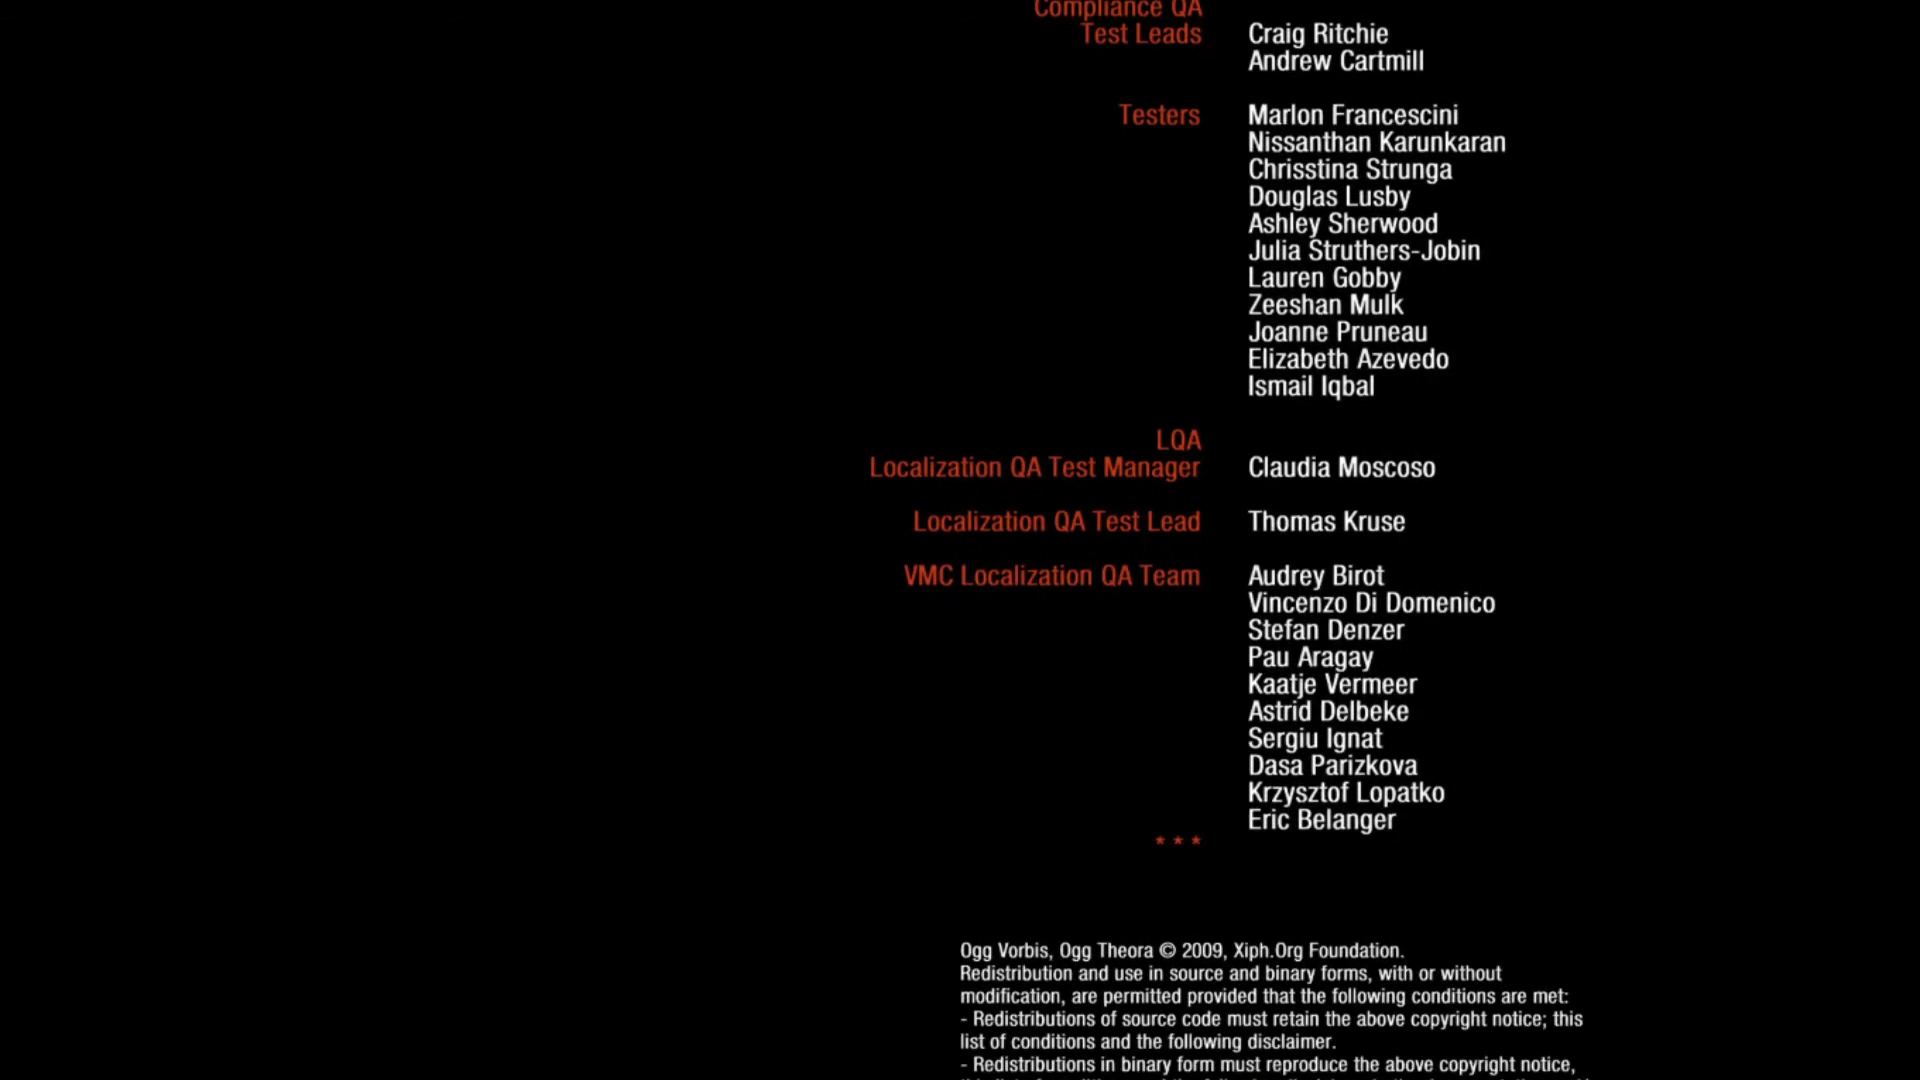 Compliance QA
Test Leads Craig Ritchie
Andrew Cartmill
Testers Marlon Francescini
Nissanthan Karunkaran
Chrisstina Strunga
Douglas Lusby
Ashley Sherwood
Julia Struthers-Jobin
Lauren Gobby
Zeeshan Mulk
Joanne Pruneau
Elizabeth Azevedo
Ismail Iqbal
LQA
Localization QA Test Manager Claudia Moscoso
Localization QA Test Lead Thomas Kruse
VMC Localization QA Team Audrey Birot
Vincenzo Di Domenico
Stefan Denzer
Pau Aragay
Kaatje Vermeer
Astrid Delbeke
Sergiu Ignat
Dasa Parizkova
Krzysztof Lopatko
Eric Belanger
* * *
Ogg Vorbis, Ogg Theora © 2009, Xiph.Org Foundation.
Redistribution and use in source and binary forms, with or without
modification, are permitted provided that the following conditions are met:
- Redistributions of source code must retain the above copyright notice; this
list of conditions and the following disclaimer.
- Redistributions in binary form must reproduce the above copyright notice,